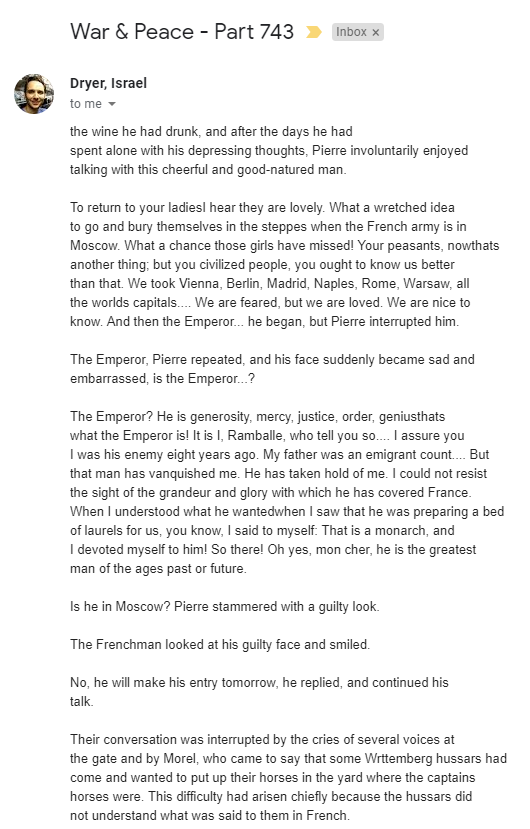 War & Peace - Part 743
Inbox ×
Dryer, Israel
to me
the wine he had drunk, and after the days he had
spent alone with his depressing thoughts, Pierre involuntarily enjoyed
talking with this cheerful and good-natured man.
To return to your ladiesI hear they are lovely. What a wretched idea
to go and bury themselves in the steppes when the French army is in
Moscow. What a chance those girls have missed! Your peasants, nowthats
another thing; but you civilized people, you ought to know us better
than that. We took Vienna, Berlin, Madrid, Naples, Rome, Warsaw, all
the worlds capitals.... We are feared, but we are loved. We are nice to
know. And then the Emperor... he began, but Pierre interrupted him.
The Emperor, Pierre repeated, and his face suddenly became sad and
embarrassed, is the Emperor...?
The Emperor? He is generosity, mercy, justice, order, geniusthats
what the Emperor is! It is I, Ramballe, who tell you so.... I assure you
I was his enemy eight years ago. My father was an emigrant count.... But
that man has vanquished me. He has taken hold of me. I could not resist
the sight of the grandeur and glory with which he has covered France.
When I understood what he wantedwhen I saw that he was preparing a bed
of laurels for us, you know, I said to myself: That is a monarch, and
I devoted myself to him! So there! Oh yes, mon cher, he is the greatest
man of the ages past or future.
Is he in Moscow? Pierre stammered with a guilty look.
The Frenchman looked at his guilty face and smiled.
No, he will make his entry tomorrow, he replied, and continued his
talk.
Their conversation was interrupted by the cries of several voices at
the gate and by Morel, who came to say that some Wrttemberg hussars had
come and wanted to put up their horses in the yard where the captains
horses were. This difficulty had arisen chiefly because the hussars did
not understand what was said to them in French.